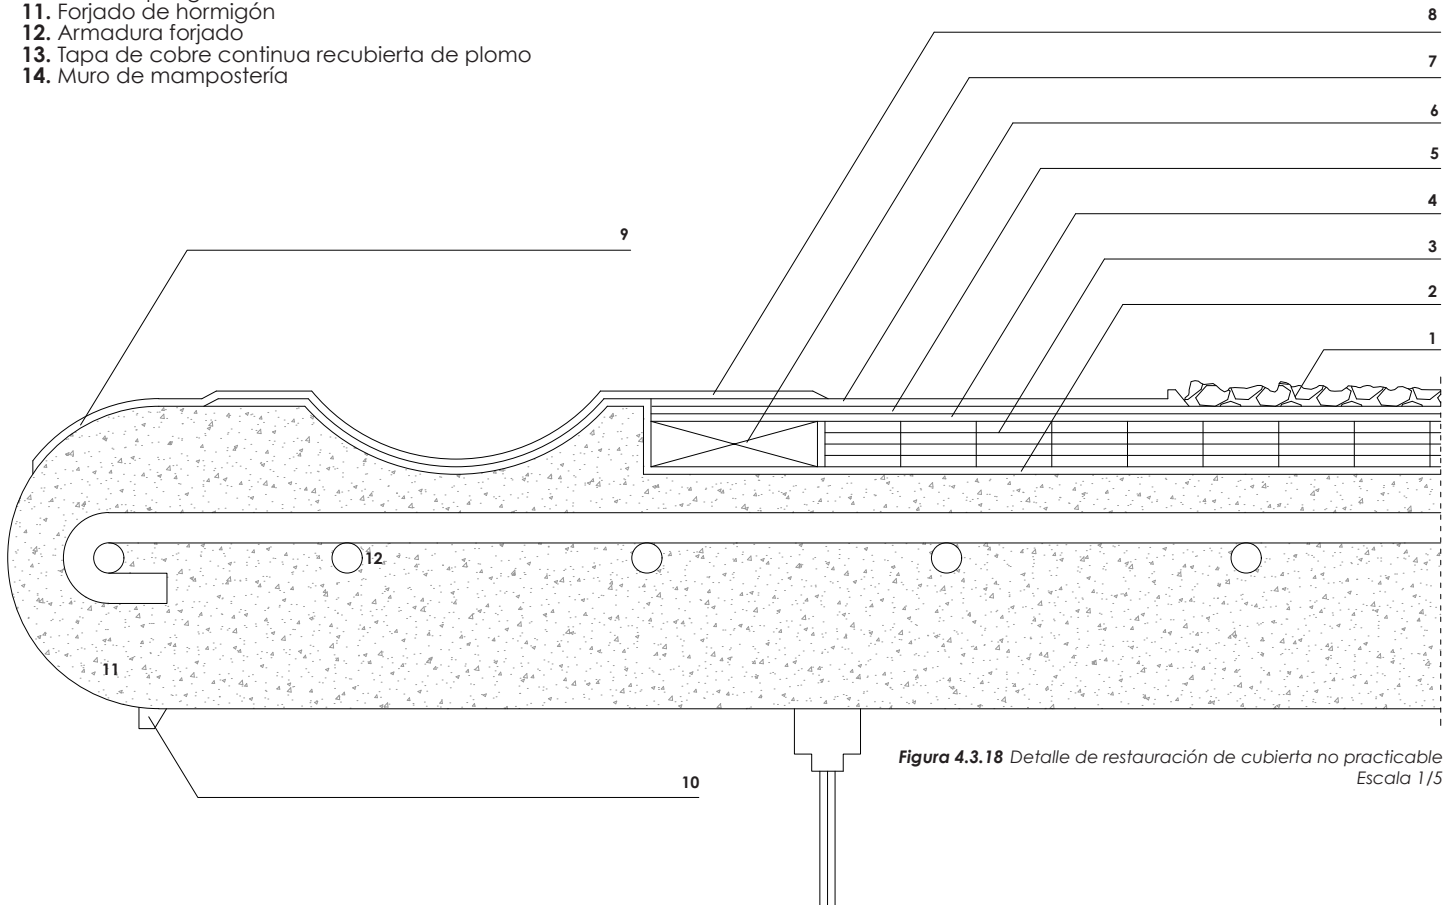 11. Forjado de hormigón
12. Armadura forjado
13. Tapa de cobre continua recubierta de plomo
14. Muro de mampostería
8
7
6
5
4
3
2
1
9
12
11
10
Figura 4.3.18 Detalle de restauración de cubierta no practicable
Escala 1/5